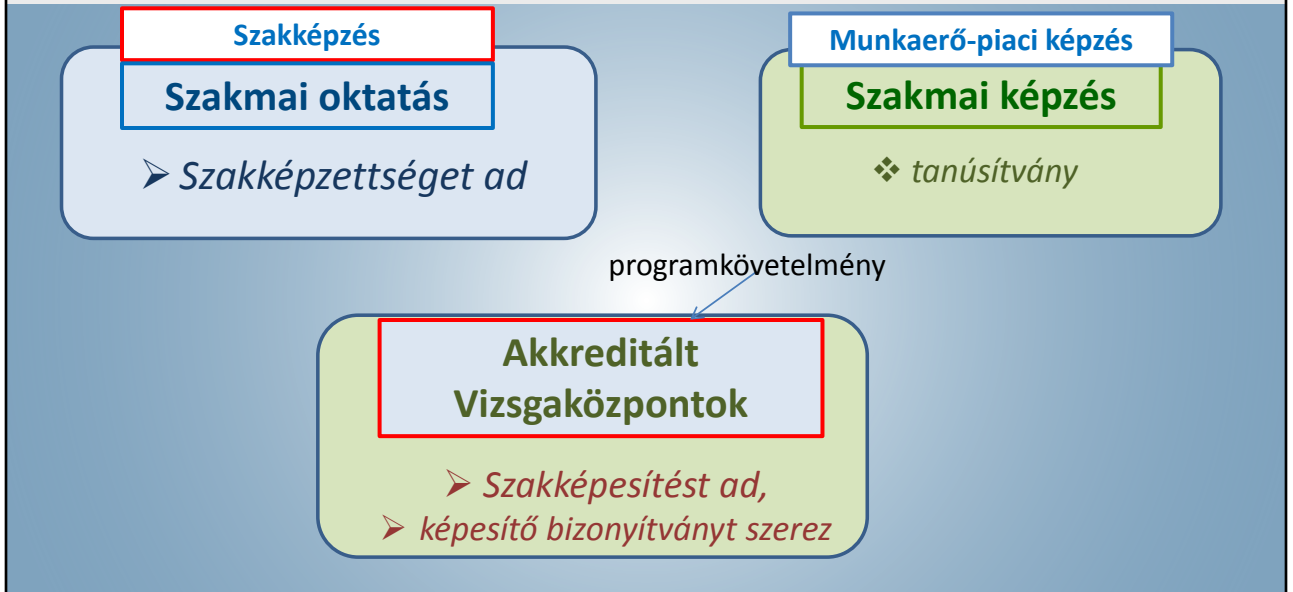 Szakképzés
Szakmai oktatás
➢ Szakképzettséget ad
Munkaerő-piaci képzés
Szakmai képzés
❖ tanúsítvány
programkövetelmény
Akkreditált
Vizsgaközpontok
➢ Szakképesítést ad,
➢ képesítő bizonyítványt szerez